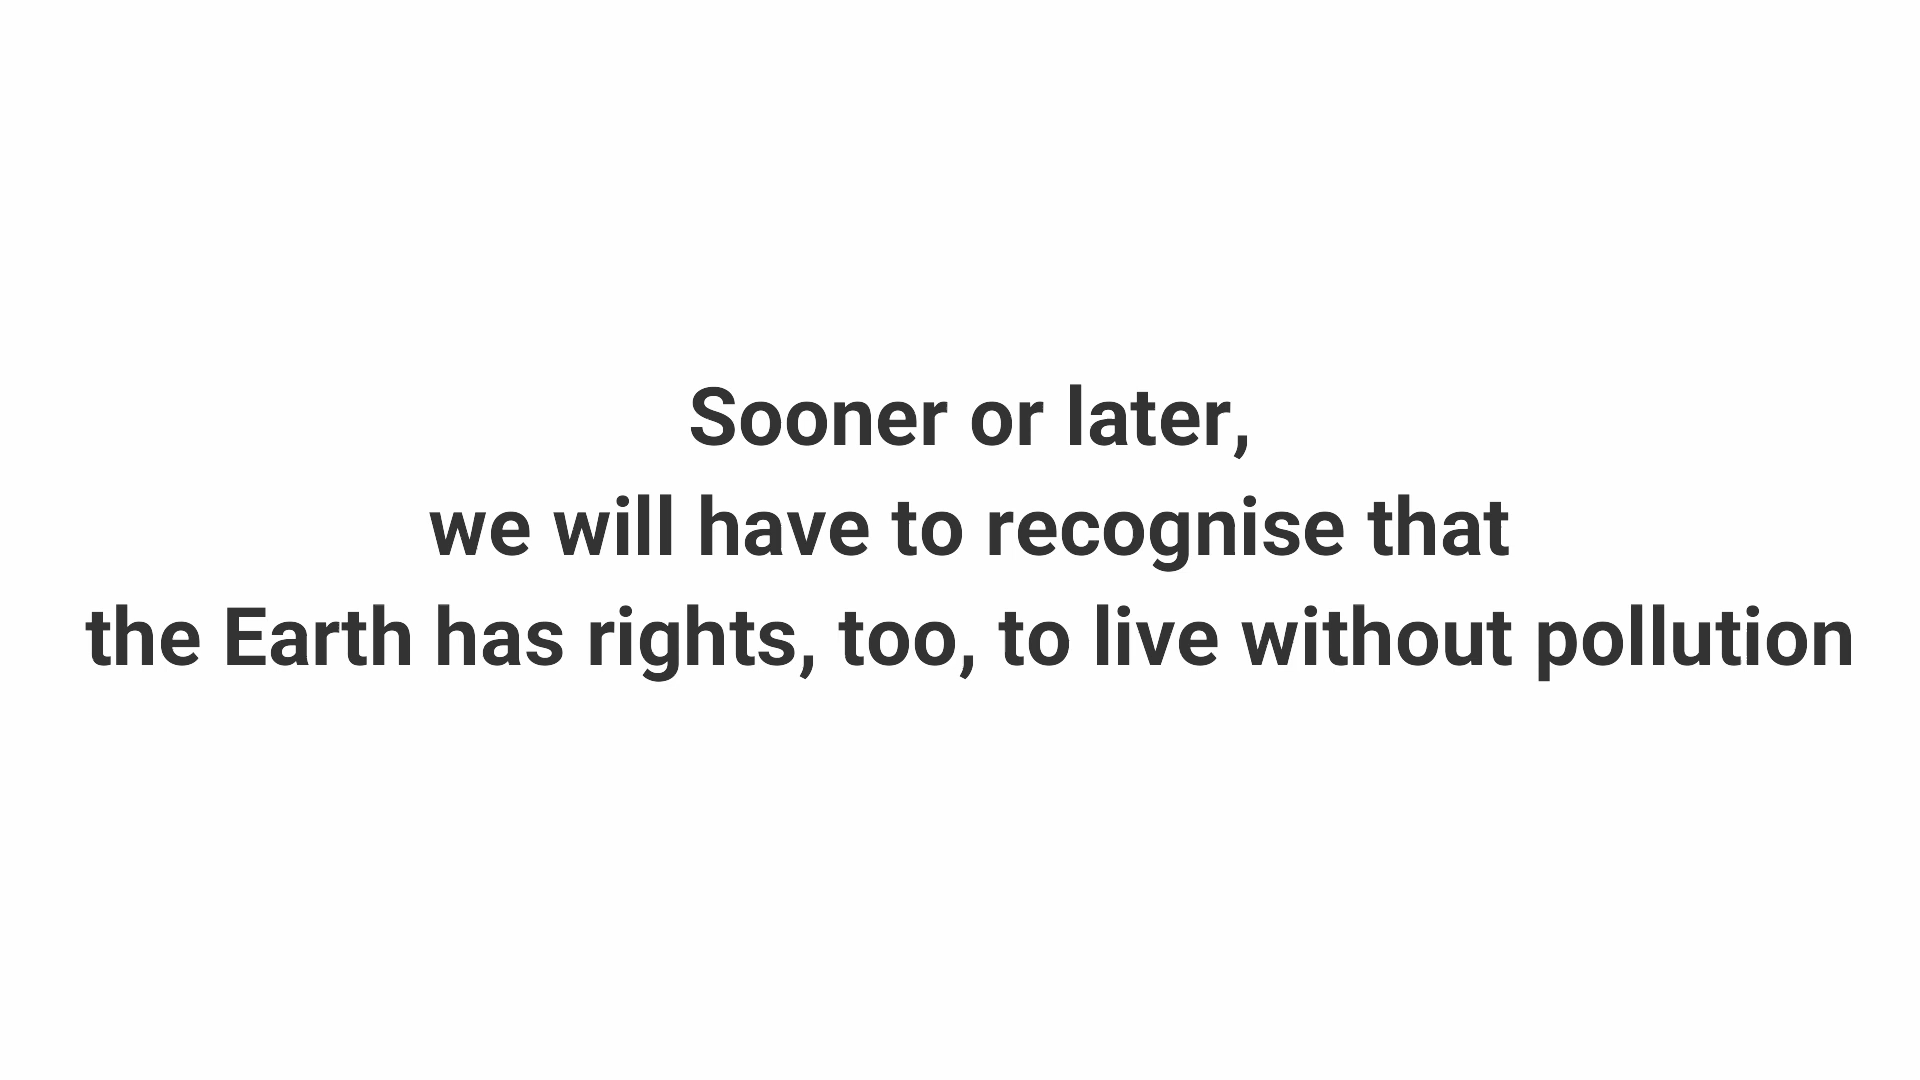 Sooner or later,
we will have to recognise that
the Earth has rights, too, to live without pollution